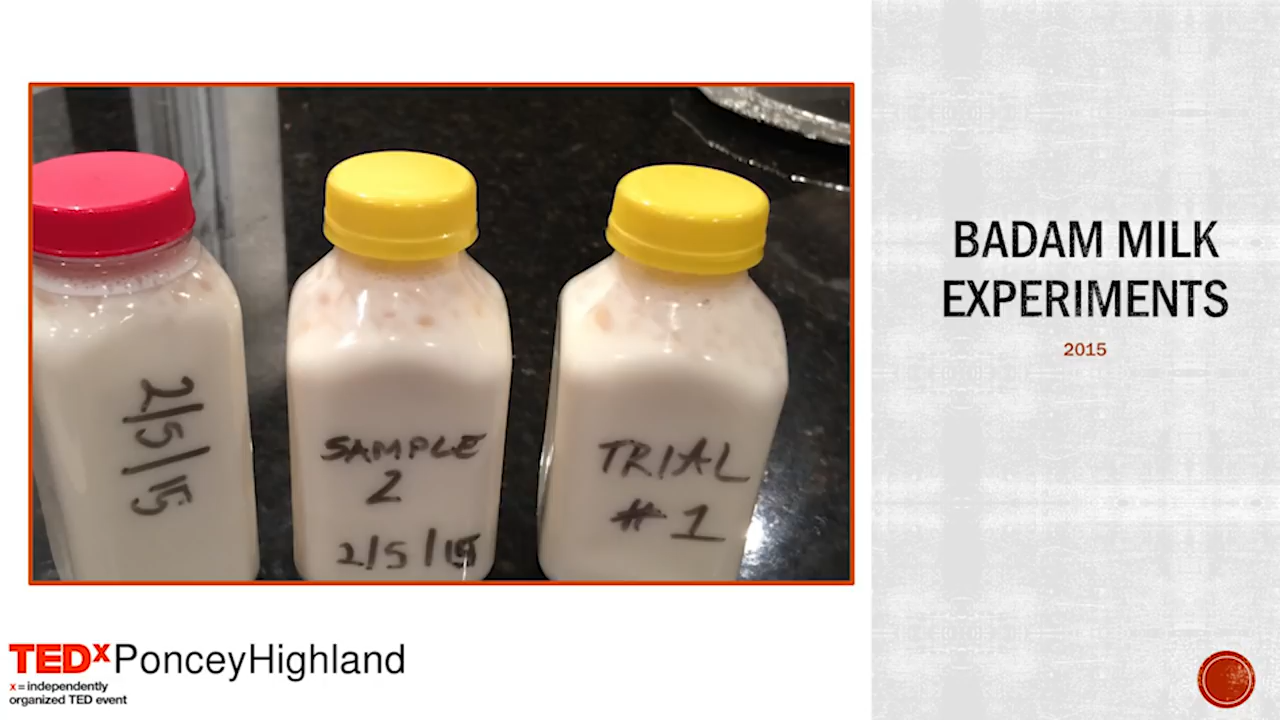 BADAM MILK
EXPERIMENTS
2015
2/5/15
SAMPLE
2
2/5/15
TRIAL
#1
TEDxPonceyHighland
x = independently
organized TED event